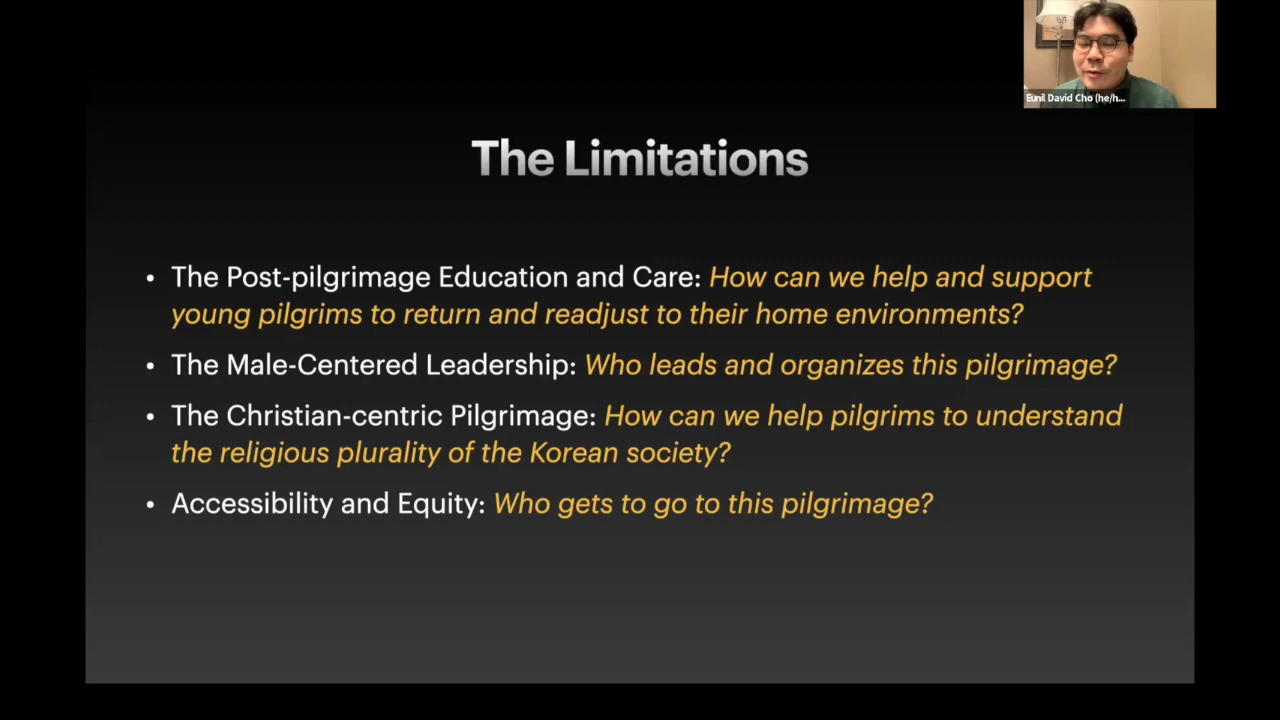 Eunil David Cho (he/h...
The Limitations
• The Post-pilgrimage Education and Care: How can we help and support
young pilgrims to return and readjust to their home environments?
• The Male-Centered Leadership: Who leads and organizes this pilgrimage?
• The Christian-centric Pilgrimage: How can we help pilgrims to understand
the religious plurality of the Korean society?
• Accessibility and Equity: Who gets to go to this pilgrimage?